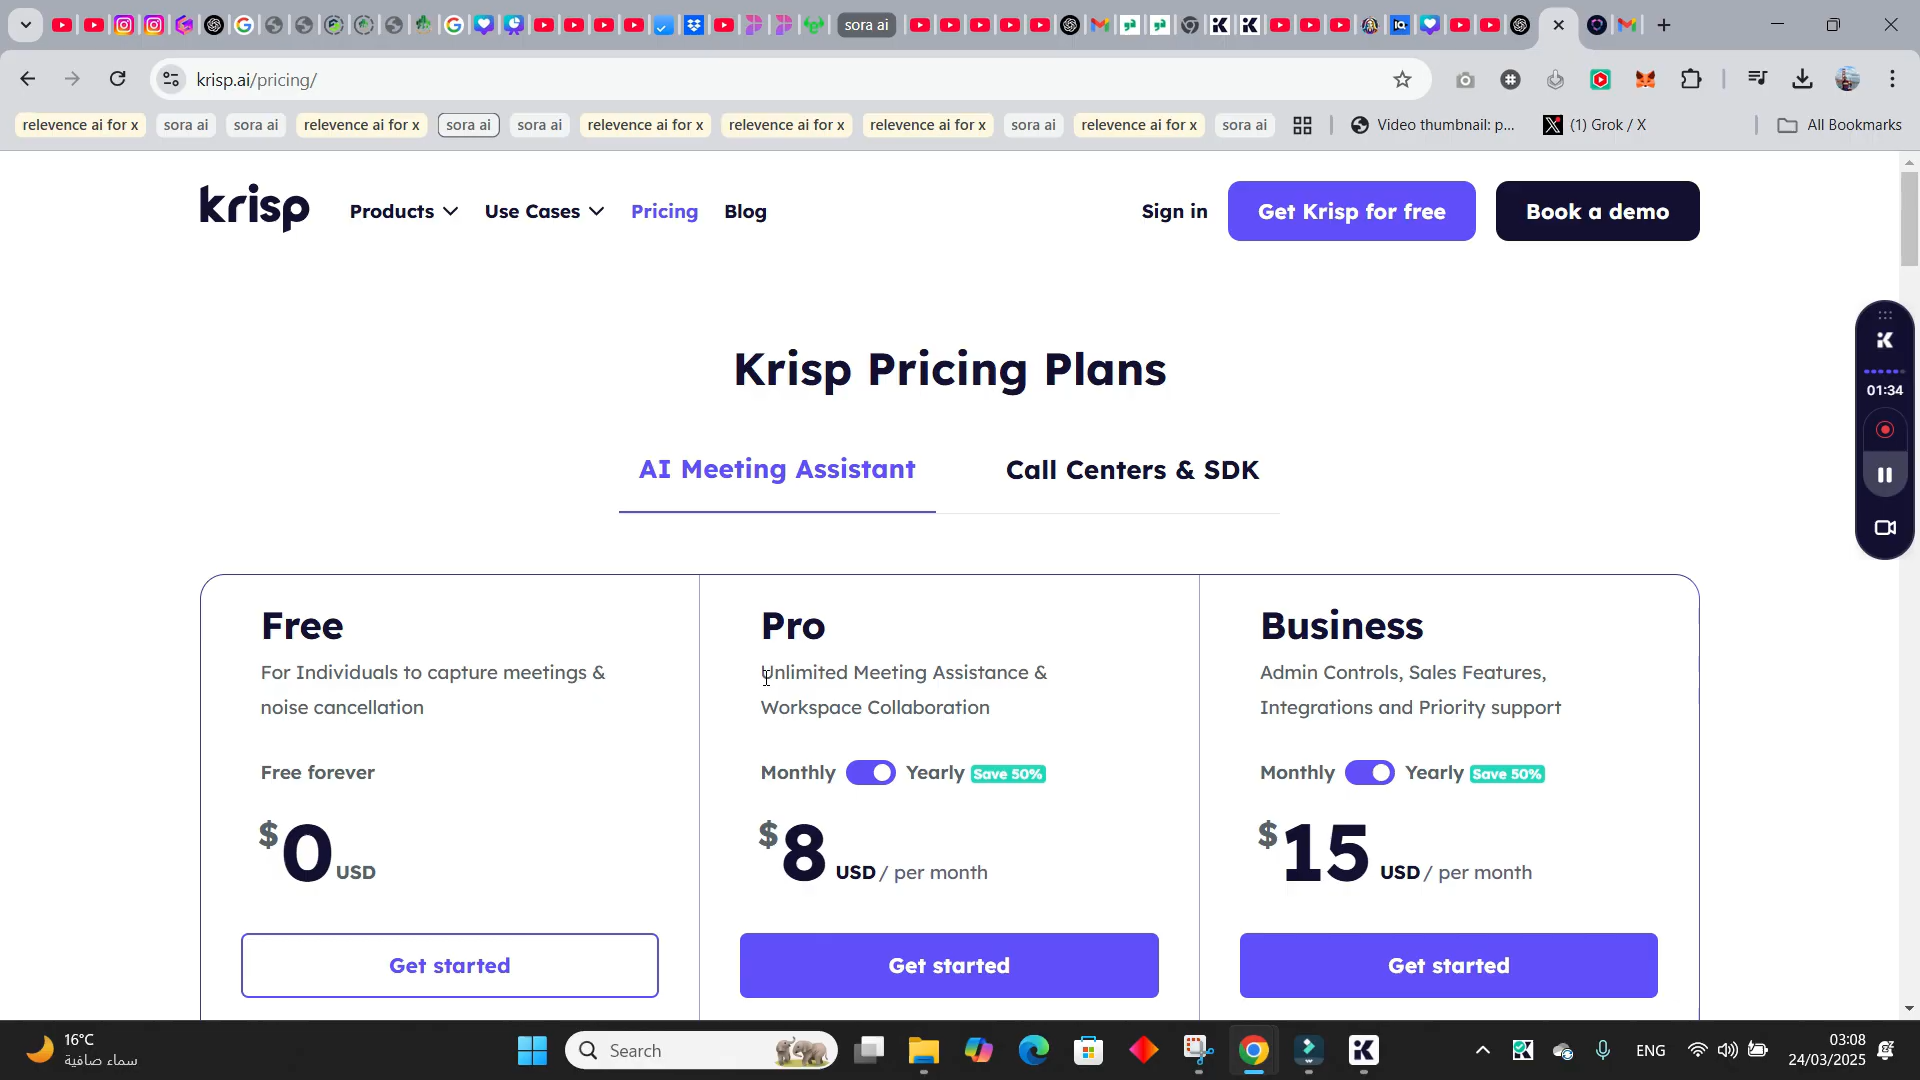 sora ai
krisp.ai/pricing/
relevence ai for x
sora ai
sora ai
relevence ai for x
sora ai
sora ai
relevence ai for x
relevence ai for x
relevence ai for x
sora ai
relevence ai for x
sora ai
Video thumbnail: p...
(1) Grok / X
All Bookmarks
krisp
Products
Use Cases
Pricing
Blog
Sign in
Get Krisp for free
Book a demo
01:34
Krisp Pricing Plans
AI Meeting Assistant
Call Centers & SDK
Free
For Individuals to capture meetings &
noise cancellation
Free forever
$0 USD
Get started
Pro
Unlimited Meeting Assistance &
Workspace Collaboration
Monthly Yearly Save 50%
$8 USD / per month
Get started
Business
Admin Controls, Sales Features,
Integrations and Priority support
Monthly Yearly Save 50%
$15 USD / per month
Get started
16°C
سماء صافية
Search
ENG
03:08
24/03/2025